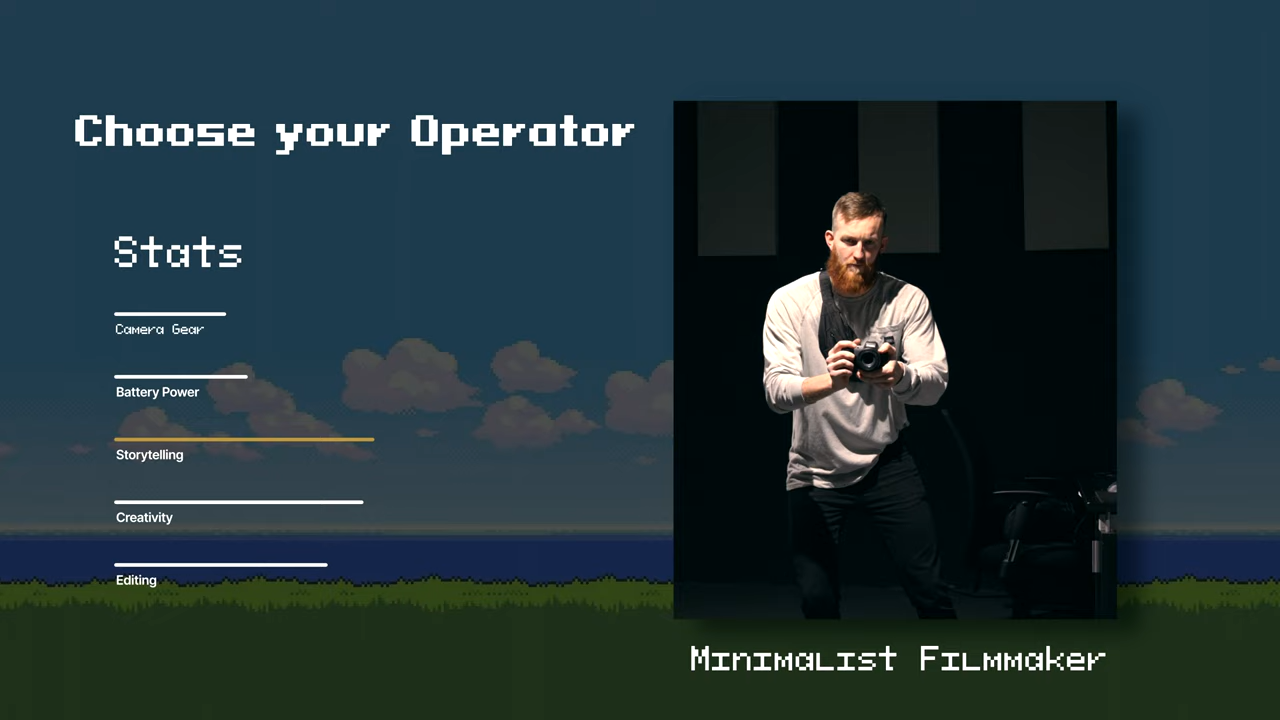 Choose your Operator
Stats
Camera Gear
Battery Power
Storytelling
Creativity
Editing
Minimalist Filmmaker